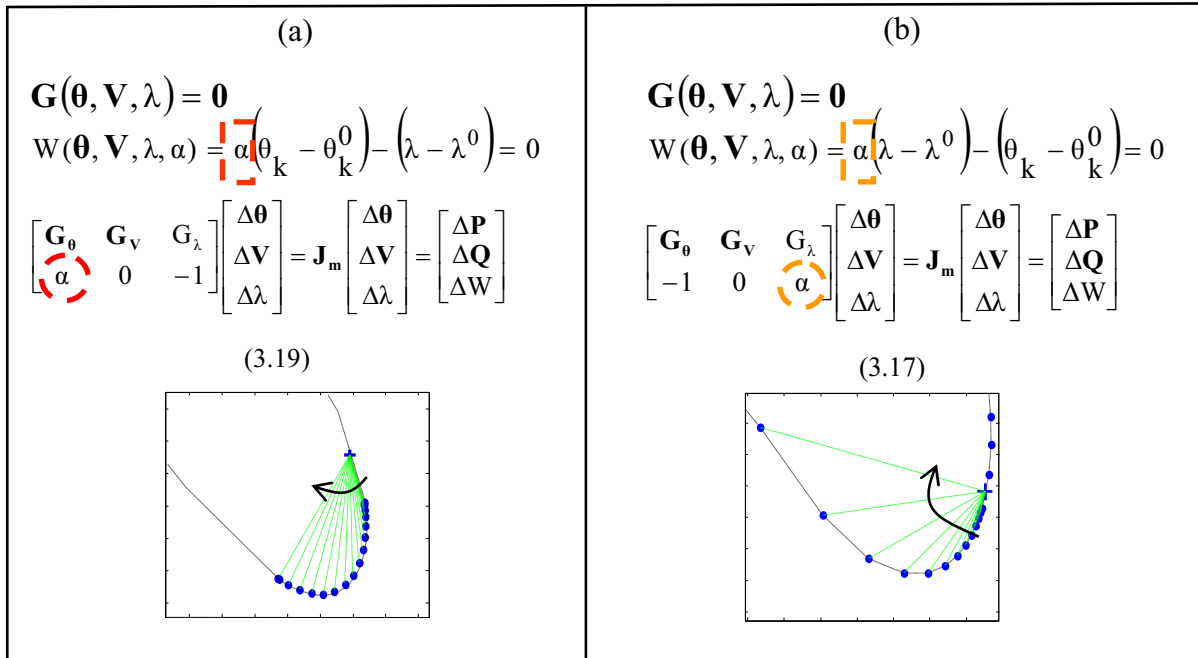 (a)
G(θ, V, λ) = 0
W(θ, V, λ, α) = α(θ_k − θ_k^0) − (λ − λ^0) = 0
[G_θ G_V G_λ; α 0 −1] [Δθ; ΔV; Δλ] = J_m [Δθ; ΔV; Δλ] = [ΔP; ΔQ; ΔW]
(3.19)
(b)
G(θ, V, λ) = 0
W(θ, V, λ, α) = α(λ − λ^0) − (θ_k − θ_k^0) = 0
[G_θ G_V G_λ; −1 0 α] [Δθ; ΔV; Δλ] = J_m [Δθ; ΔV; Δλ] = [ΔP; ΔQ; ΔW]
(3.17)